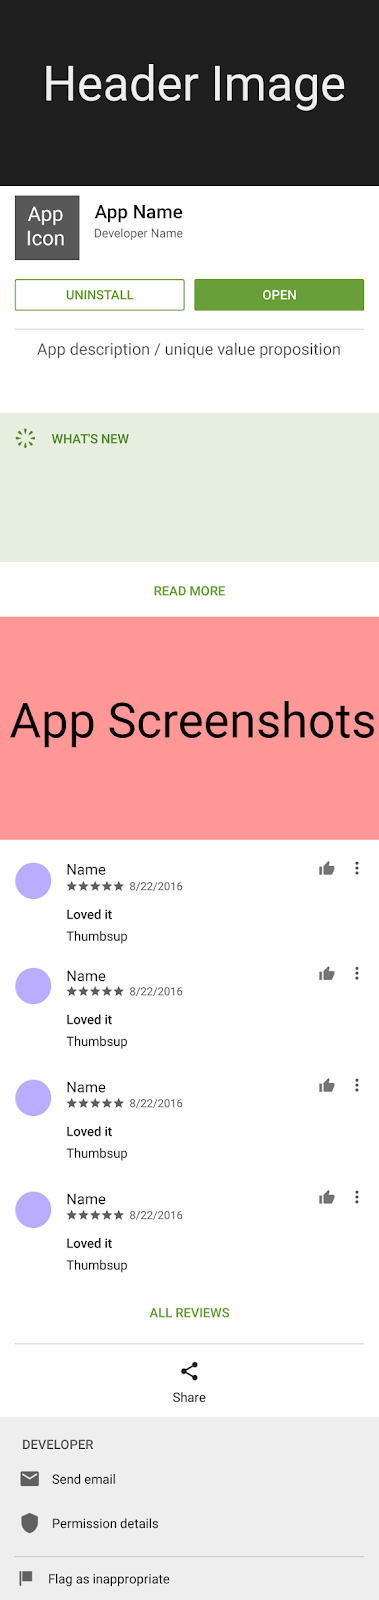 Header Image
App
Icon
App Name
Developer Name
UNINSTALL
OPEN
App description / unique value proposition
WHAT'S NEW
READ MORE
App Screenshots
Name
8/22/2016
Loved it
Thumbsup
Name
8/22/2016
Loved it
Thumbsup
Name
8/22/2016
Loved it
Thumbsup
Name
8/22/2016
Loved it
Thumbsup
ALL REVIEWS
Share
DEVELOPER
Send email
Permission details
Flag as inappropriate